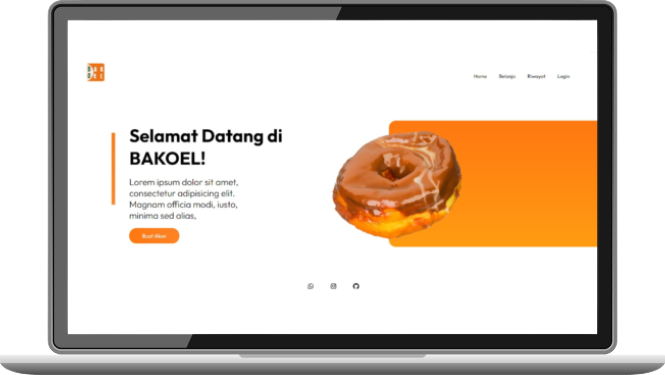 Home Belanja Riwayat Login
Selamat Datang di
BAKOEL!
Lorem ipsum dolor sit amet,
consectetur adipisicing elit.
Magnam officia modi, iusto,
minima sed alias,
Buat Akun